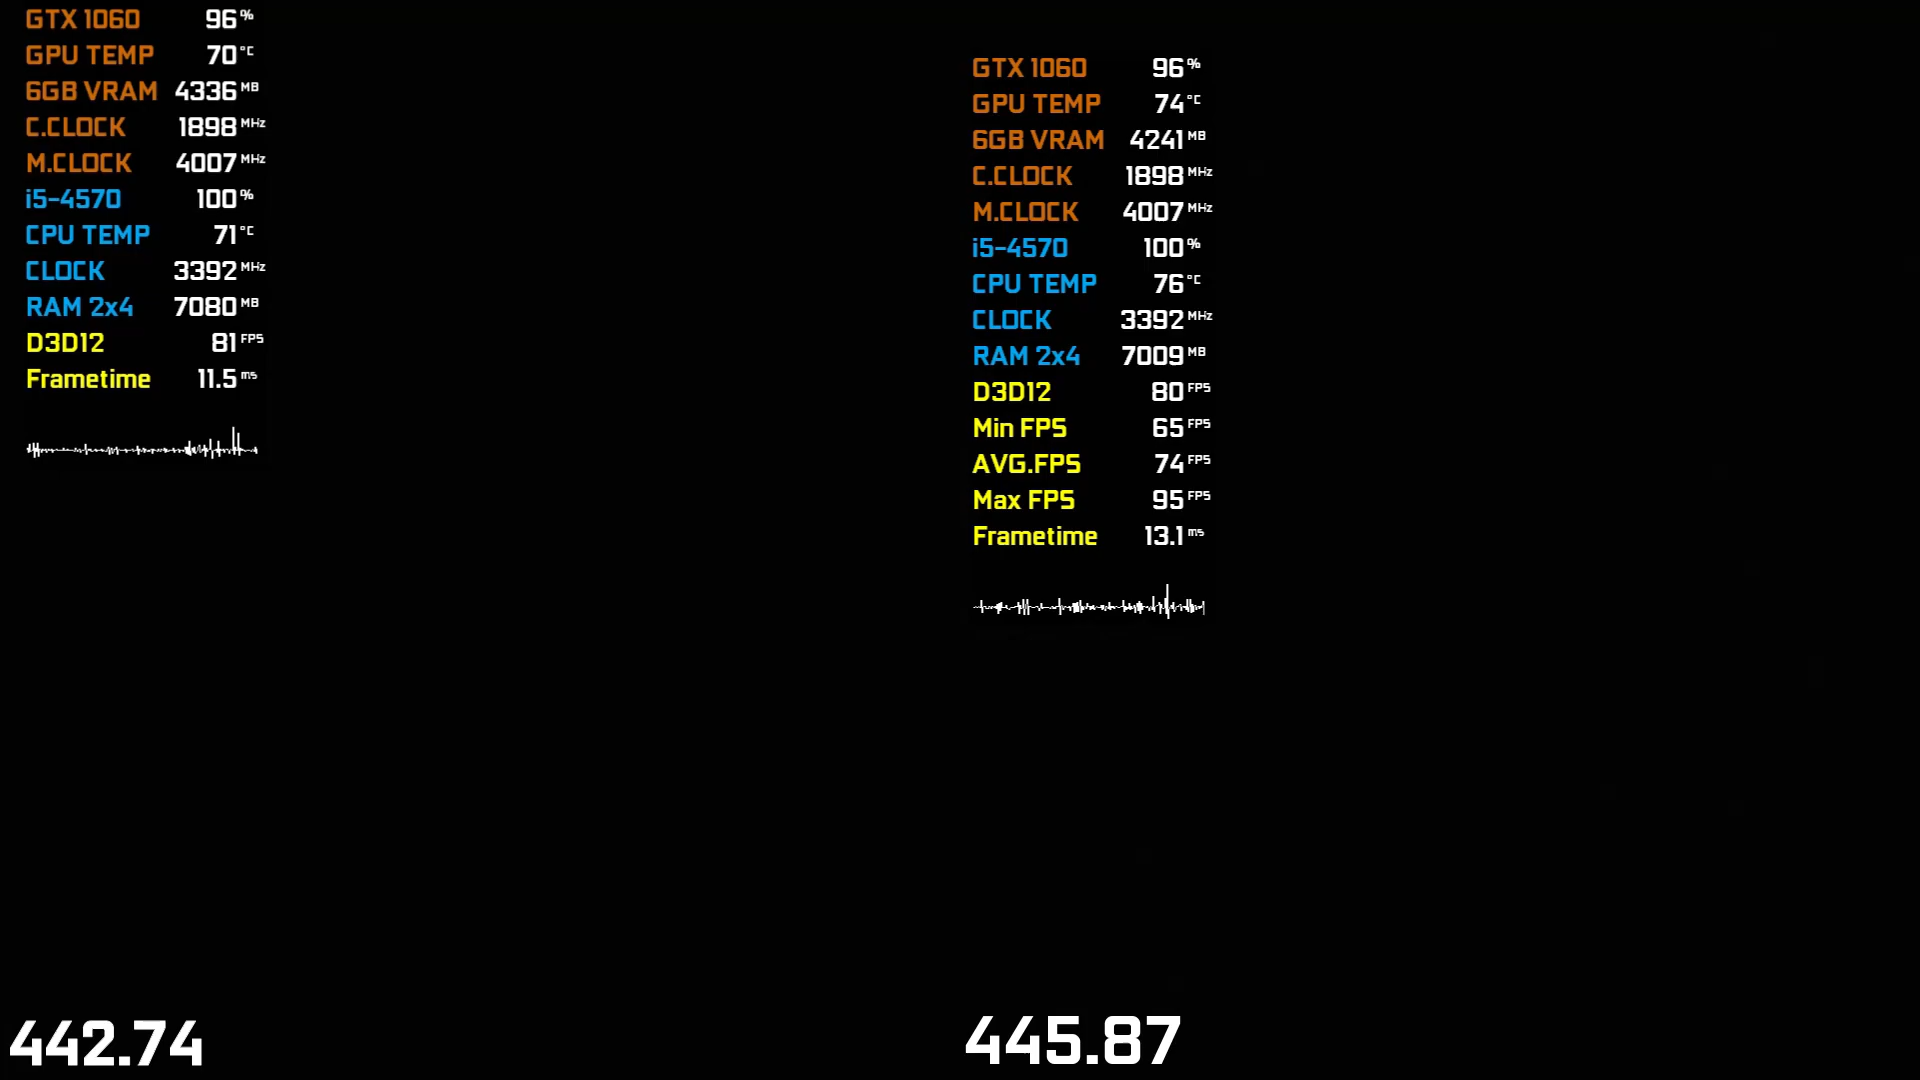 GTX 1060 96 %
GPU TEMP 70 °C
6GB VRAM 4336 MB
C.CLOCK 1898 MHz
M.CLOCK 4007 MHz
i5-4570 100 %
CPU TEMP 71 °C
CLOCK 3392 MHz
RAM 2x4 7080 MB
D3D12 81 FPS
Frametime 11.5 ms
442.74
GTX 1060 96 %
GPU TEMP 74 °C
6GB VRAM 4241 MB
C.CLOCK 1898 MHz
M.CLOCK 4007 MHz
i5-4570 100 %
CPU TEMP 76 °C
CLOCK 3392 MHz
RAM 2x4 7009 MB
D3D12 80 FPS
Min FPS 65 FPS
AVG.FPS 74 FPS
Max FPS 95 FPS
Frametime 13.1 ms
445.87